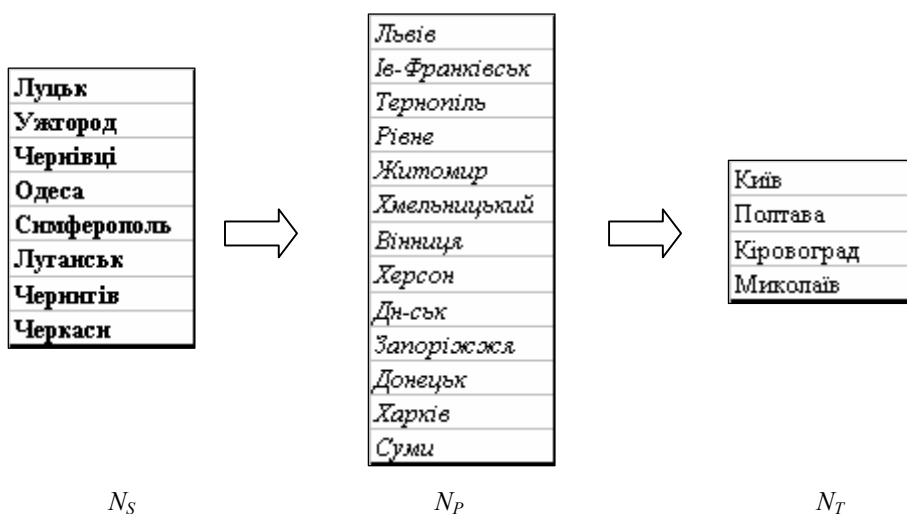 Луцьк
Ужгород
Чернівці
Одеса
Симферополь
Луганськ
Чернигів
Черкаси
Львів
Ів-Франківськ
Тернопіль
Рівне
Житомир
Хмельницький
Вінниця
Херсон
Дн-ськ
Запоріжжя
Донецьк
Харків
Суми
Київ
Полтава
Кіровоград
Миколаїв
N_S
N_P
N_T